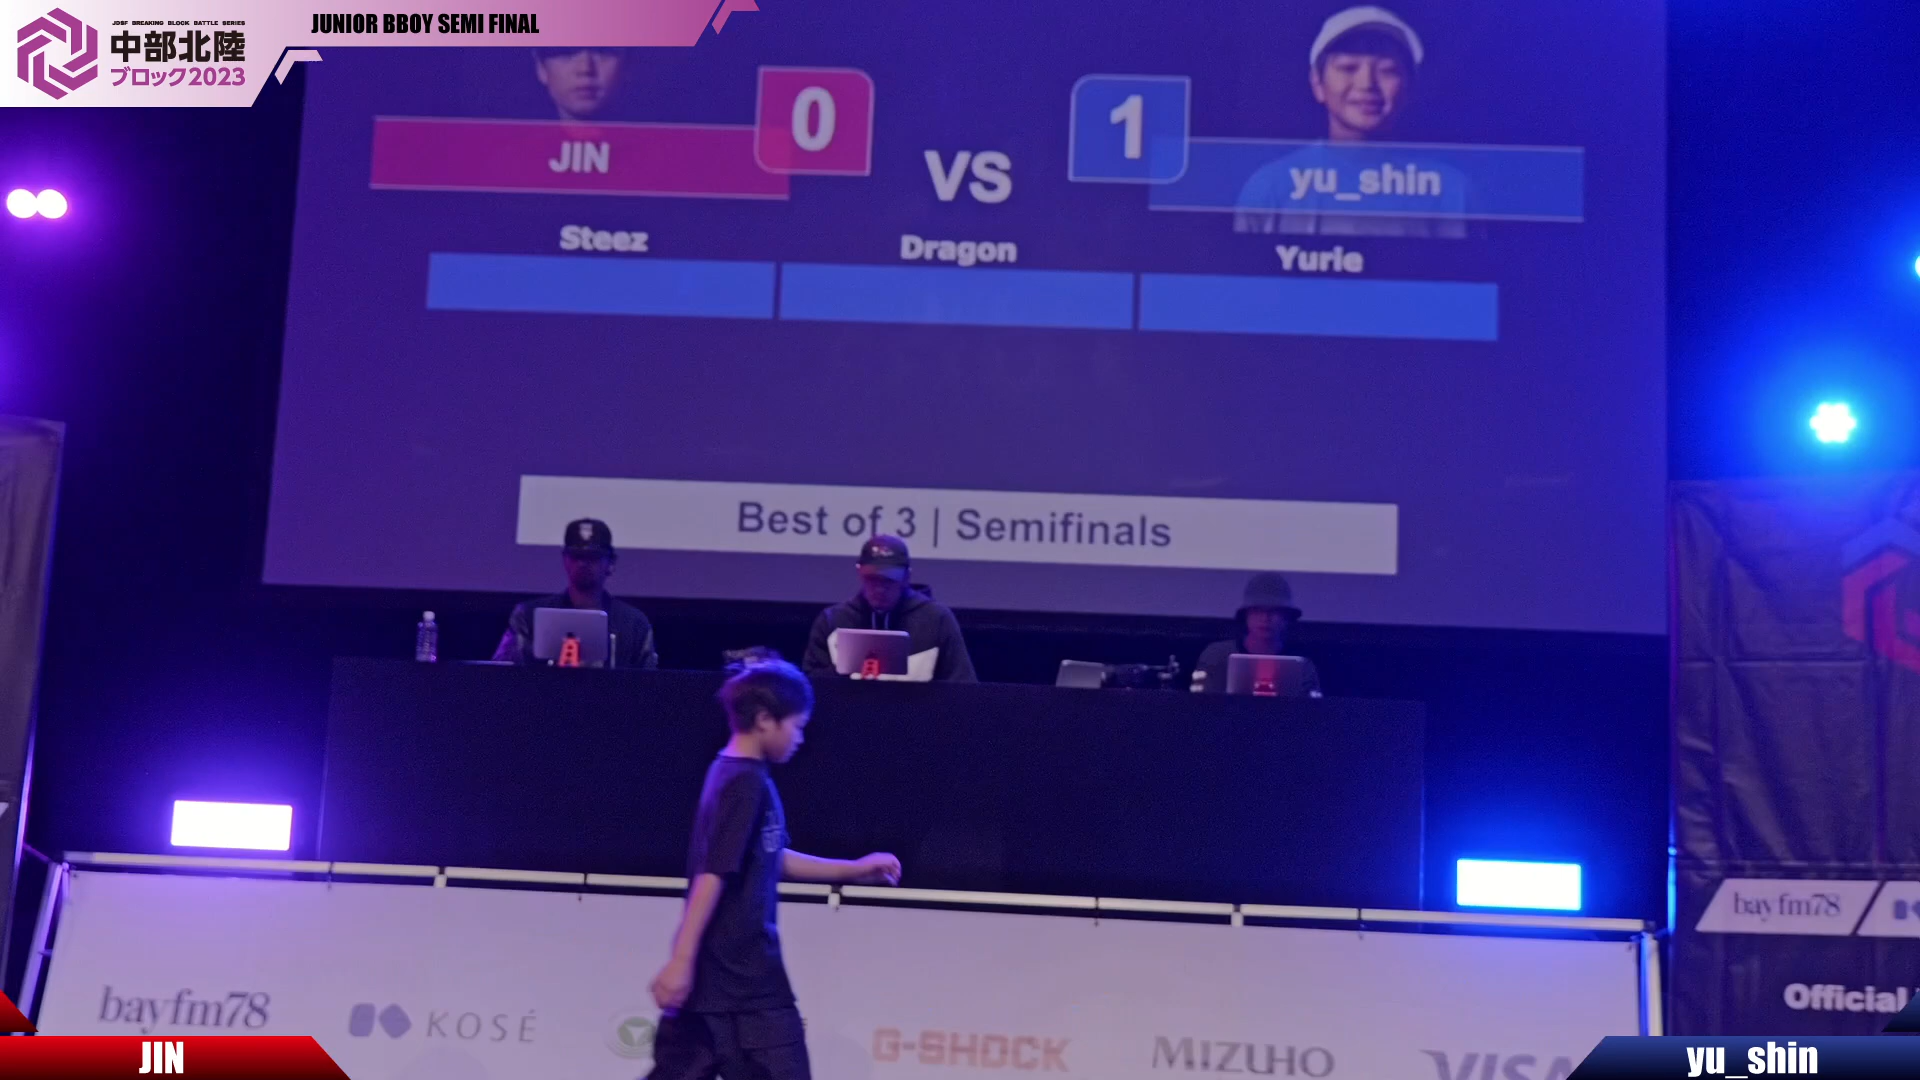 JDSF BREAKING BLOCK BATTLE SERIES
中部北陸
ブロック2023
JUNIOR BBOY SEMI FINAL
0
1
JIN
VS
yu_shin
Steez
Dragon
Yurie
Best of 3 | Semifinals
bayfm78
Official
bayfm78
KOSÉ
G-SHOCK
MIZUHO
VISA
JIN
yu_shin